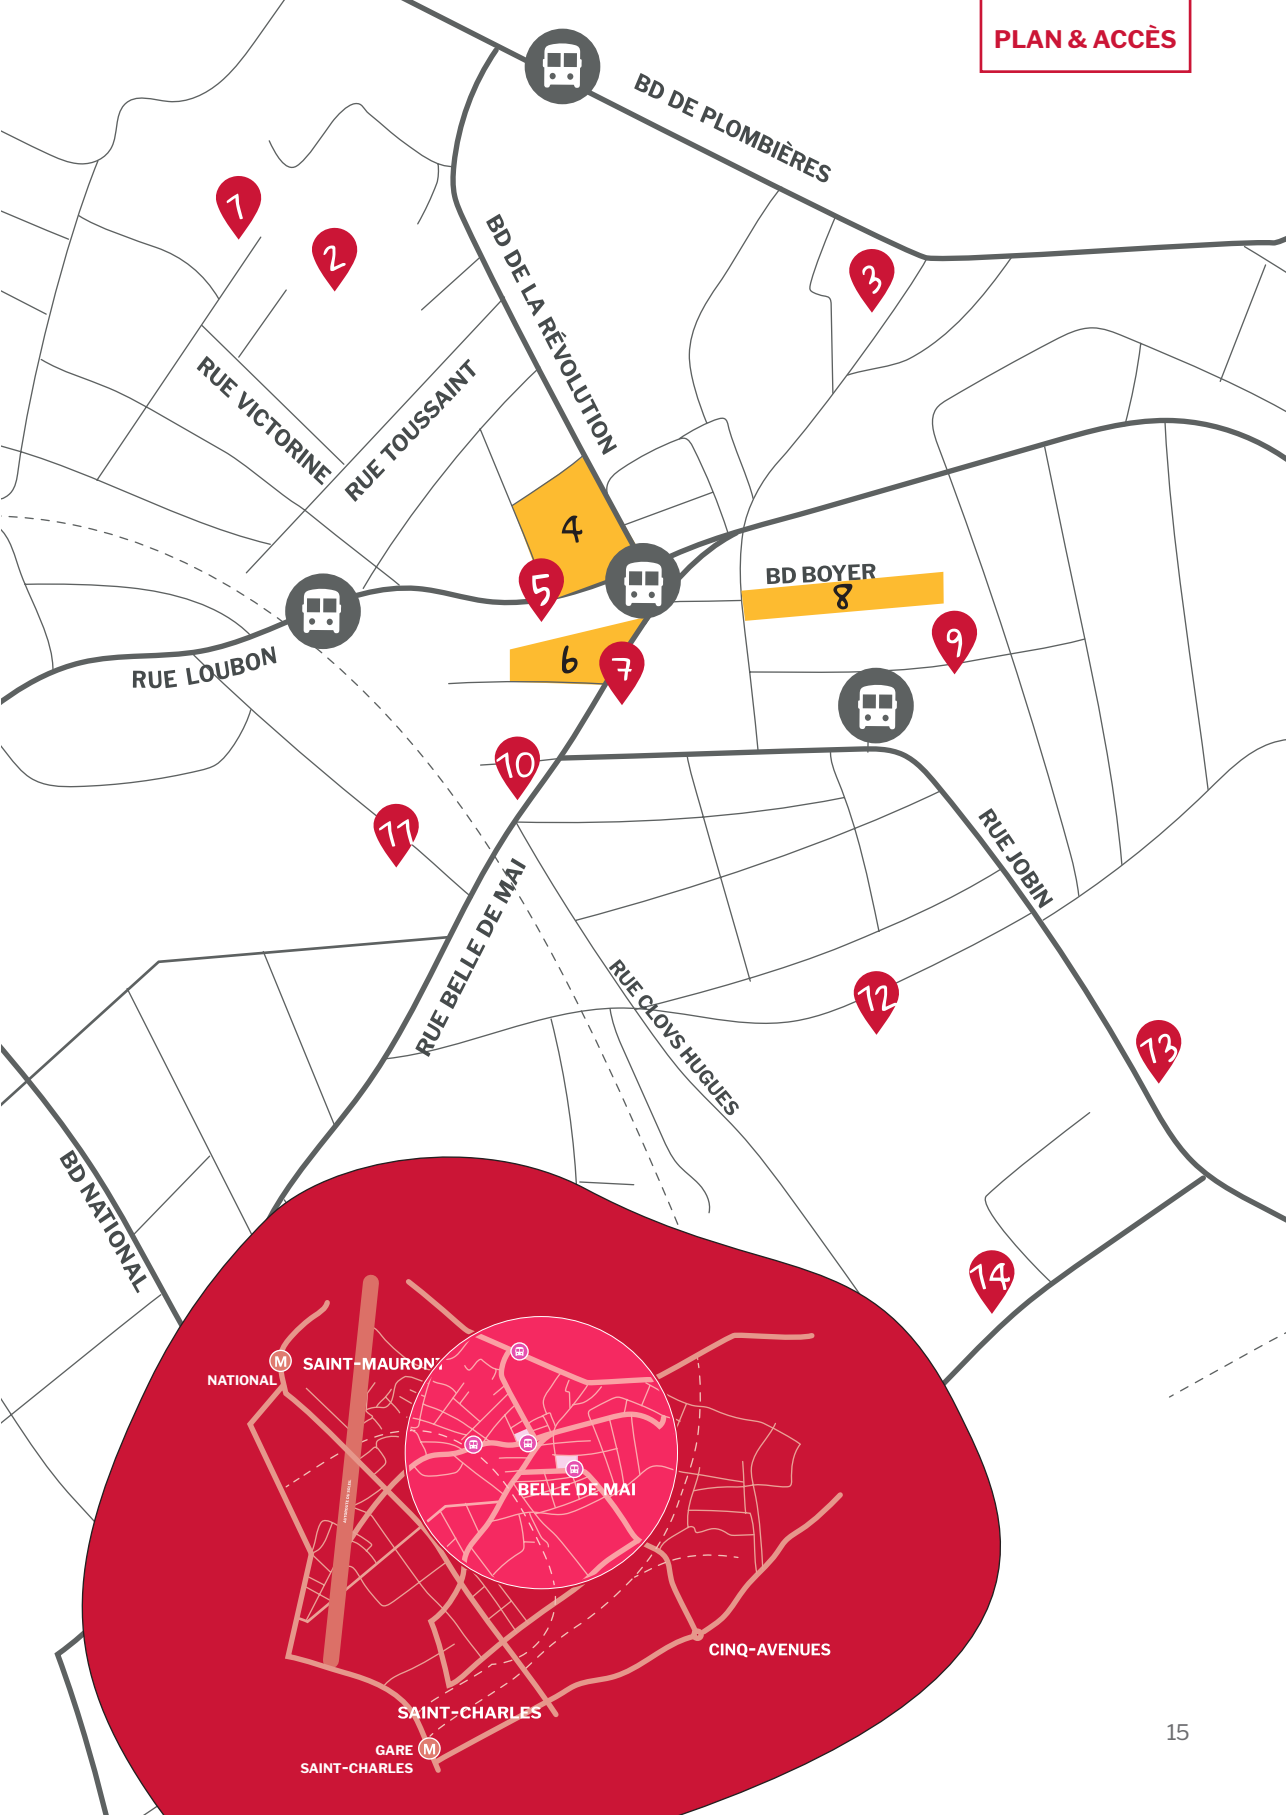 PLAN & ACCÈS
BD DE PLOMBIÈRES
1
2
BD DE LA RÉVOLUTION
3
RUE VICTORINE
RUE TOUSSAINT
4
5
BD BOYER
8
9
RUE LOUBON
6
7
10
11
RUE JOBIN
RUE BELLE DE MAI
RUE CLOVS HUGUES
12
13
BD NATIONAL
14
M
NATIONAL
SAINT-MAURONT
BELLE DE MAI
CINQ-AVENUES
SAINT-CHARLES
M
GARE
SAINT-CHARLES
15